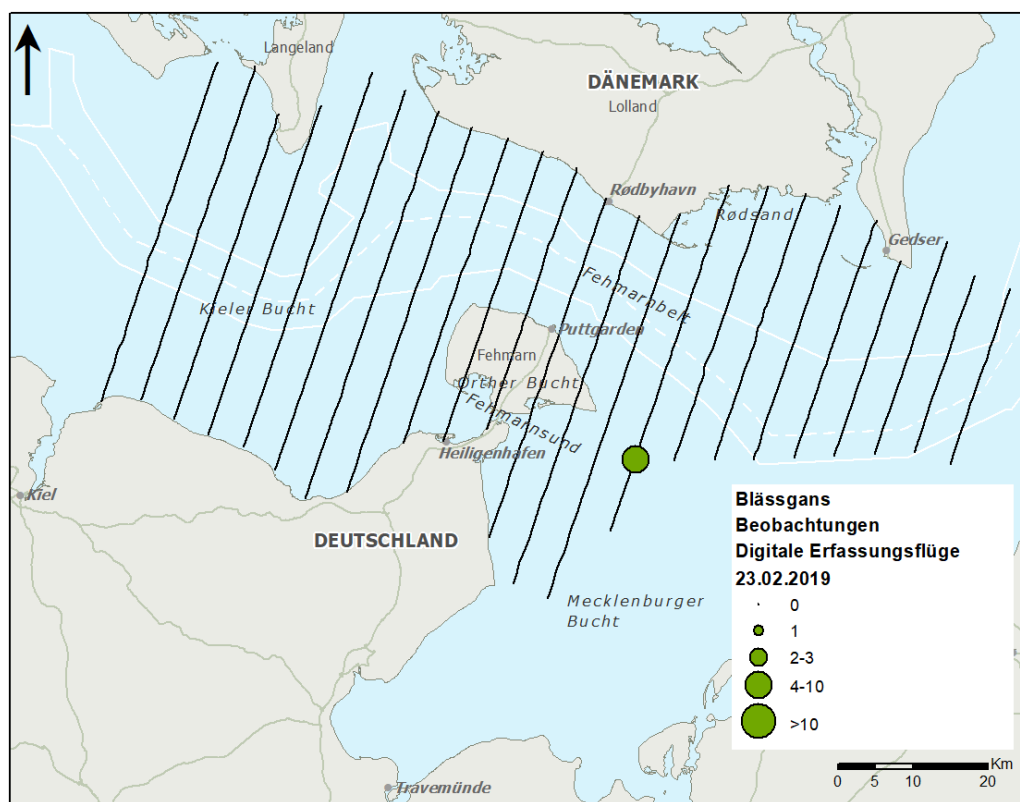 Langeland
DÄNEMARK
Lolland
Rødbyhavn
Rødsand
Gedser
Fehmarnbelt
Kieler Bucht
Puttgarden
Fehmarn
Orther Bucht
Fehmarnsund
Heiligenhafen
Kiel
DEUTSCHLAND
Mecklenburger
Bucht
Travemünde
Blässgans
Beobachtungen
Digitale Erfassungsflüge
23.02.2019
0
1
2-3
4-10
>10
Km
0 5 10 20